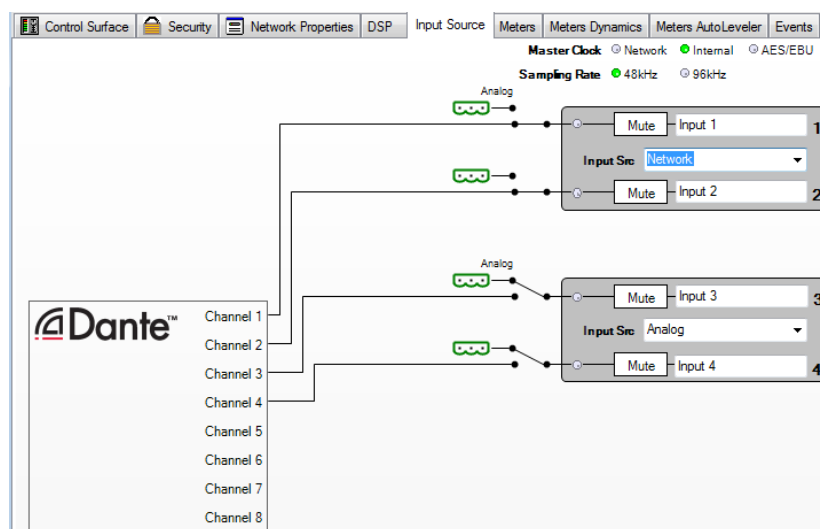 Control Surface Security Network Properties DSP Input Source Meters Meters Dynamics Meters AutoLeveler Events
Master Clock Network Internal AES/EBU
Sampling Rate 48kHz 96kHz
Analog
Mute Input 1 1
Input Src Network
Mute Input 2 2
Analog
Mute Input 3 3
Input Src Analog
Mute Input 4 4
Dante™
Channel 1
Channel 2
Channel 3
Channel 4
Channel 5
Channel 6
Channel 7
Channel 8